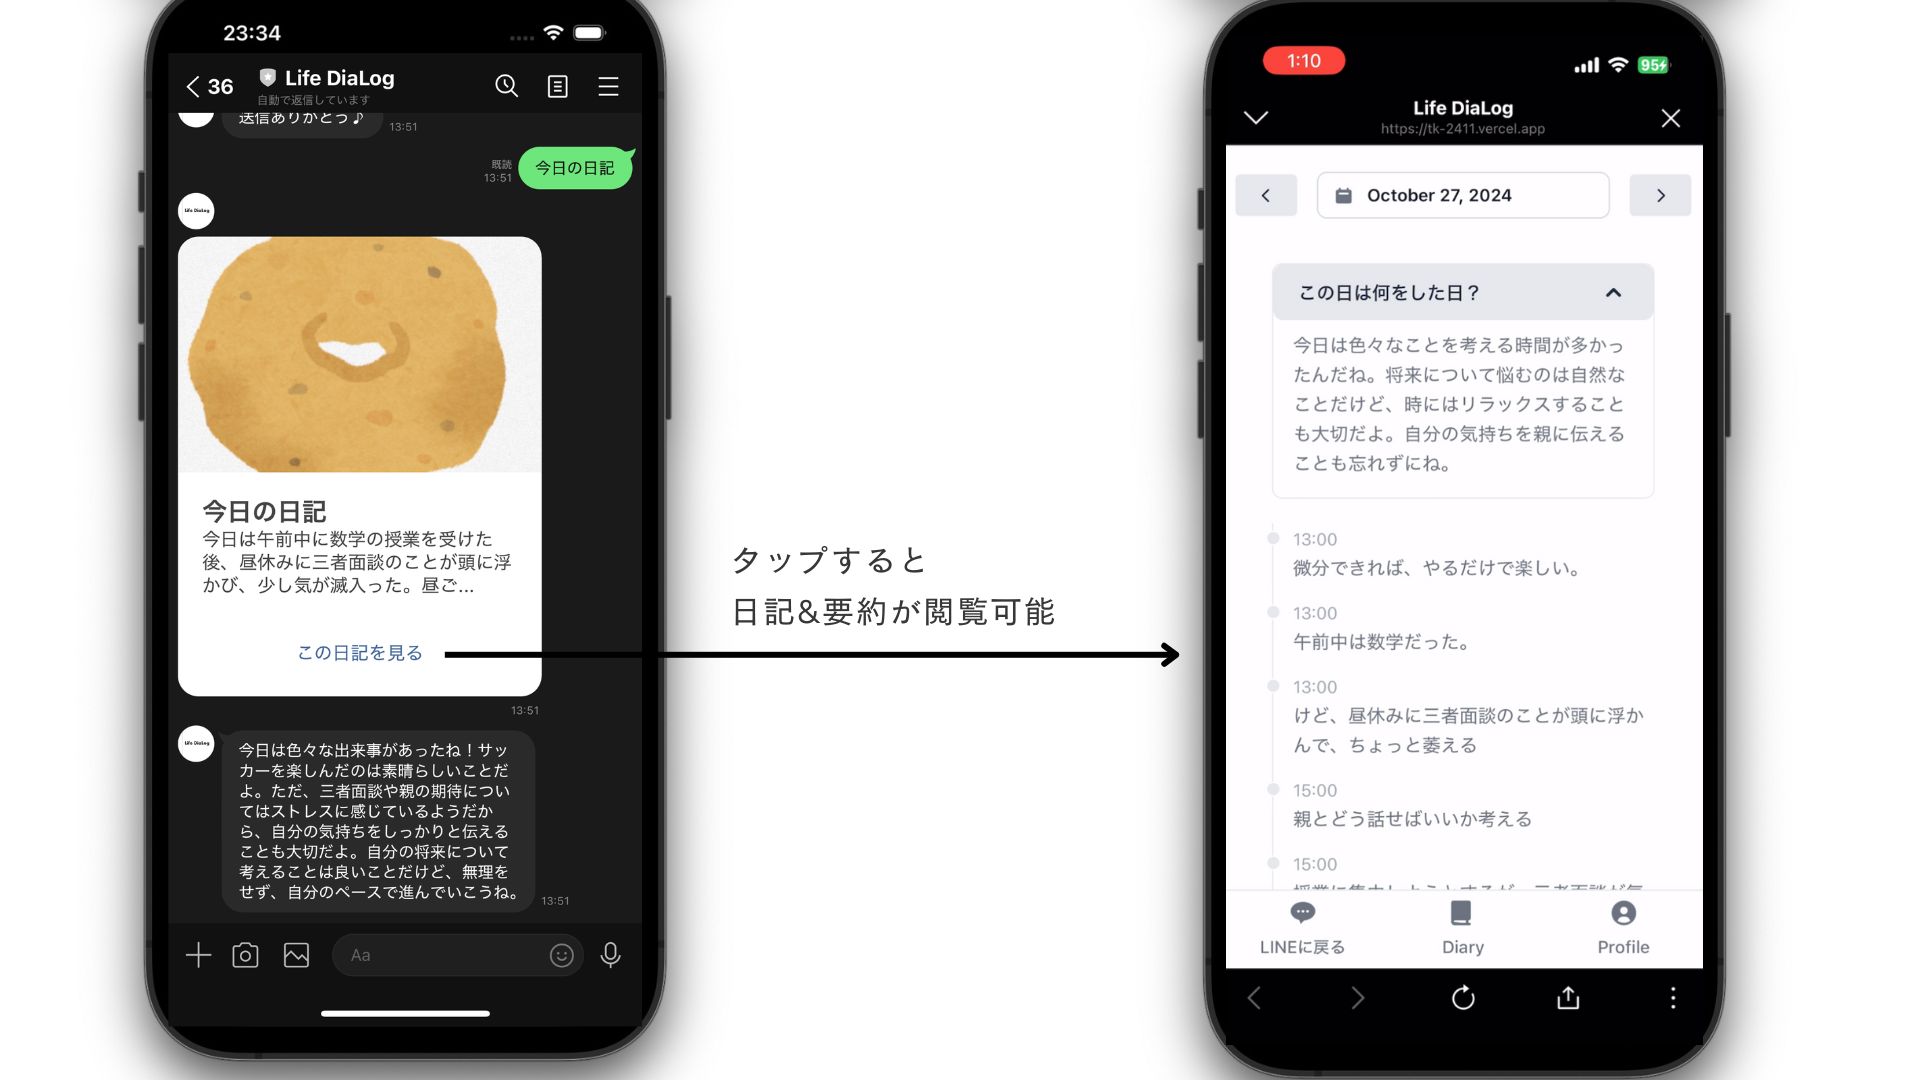 23:34
36
Life DiaLog
自動で返信しています
送信ありがとう♪
13:51
既読
13:51
今日の日記
Life DiaLog
今日の日記
今日は午前中に数学の授業を受けた
後、昼休みに三者面談のことが頭に浮
かび、少し気が滅入った。昼ご...
この日記を見る
13:51
Life DiaLog
今日は色々な出来事があったね！サッ
カーを楽しんだのは素晴らしいことだ
よ。ただ、三者面談や親の期待につい
てはストレスに感じているようだか
ら、自分の気持ちをしっかりと伝える
ことも大切だよ。自分の将来について
考えることは良いことだけど、無理を
せず、自分のペースで進んでいこうね。
13:51
Aa
タップすると
日記&要約が閲覧可能
1:10
95
Life DiaLog
https://tk-2411.vercel.app
October 27, 2024
この日は何をした日？
今日は色々なことを考える時間が多かっ
たんだね。将来について悩むのは自然な
ことだけど、時にはリラックスすること
も大切だよ。自分の気持ちを親に伝える
ことも忘れずにね。
13:00
微分できれば、やるだけで楽しい。
13:00
午前中は数学だった。
13:00
けど、昼休みに三者面談のことが頭に浮か
んで、ちょっと萎える
15:00
親とどう話せばいいか考える
15:00
授業に集中しようとするが、三者面談が気
LINEに戻る
Diary
Profile